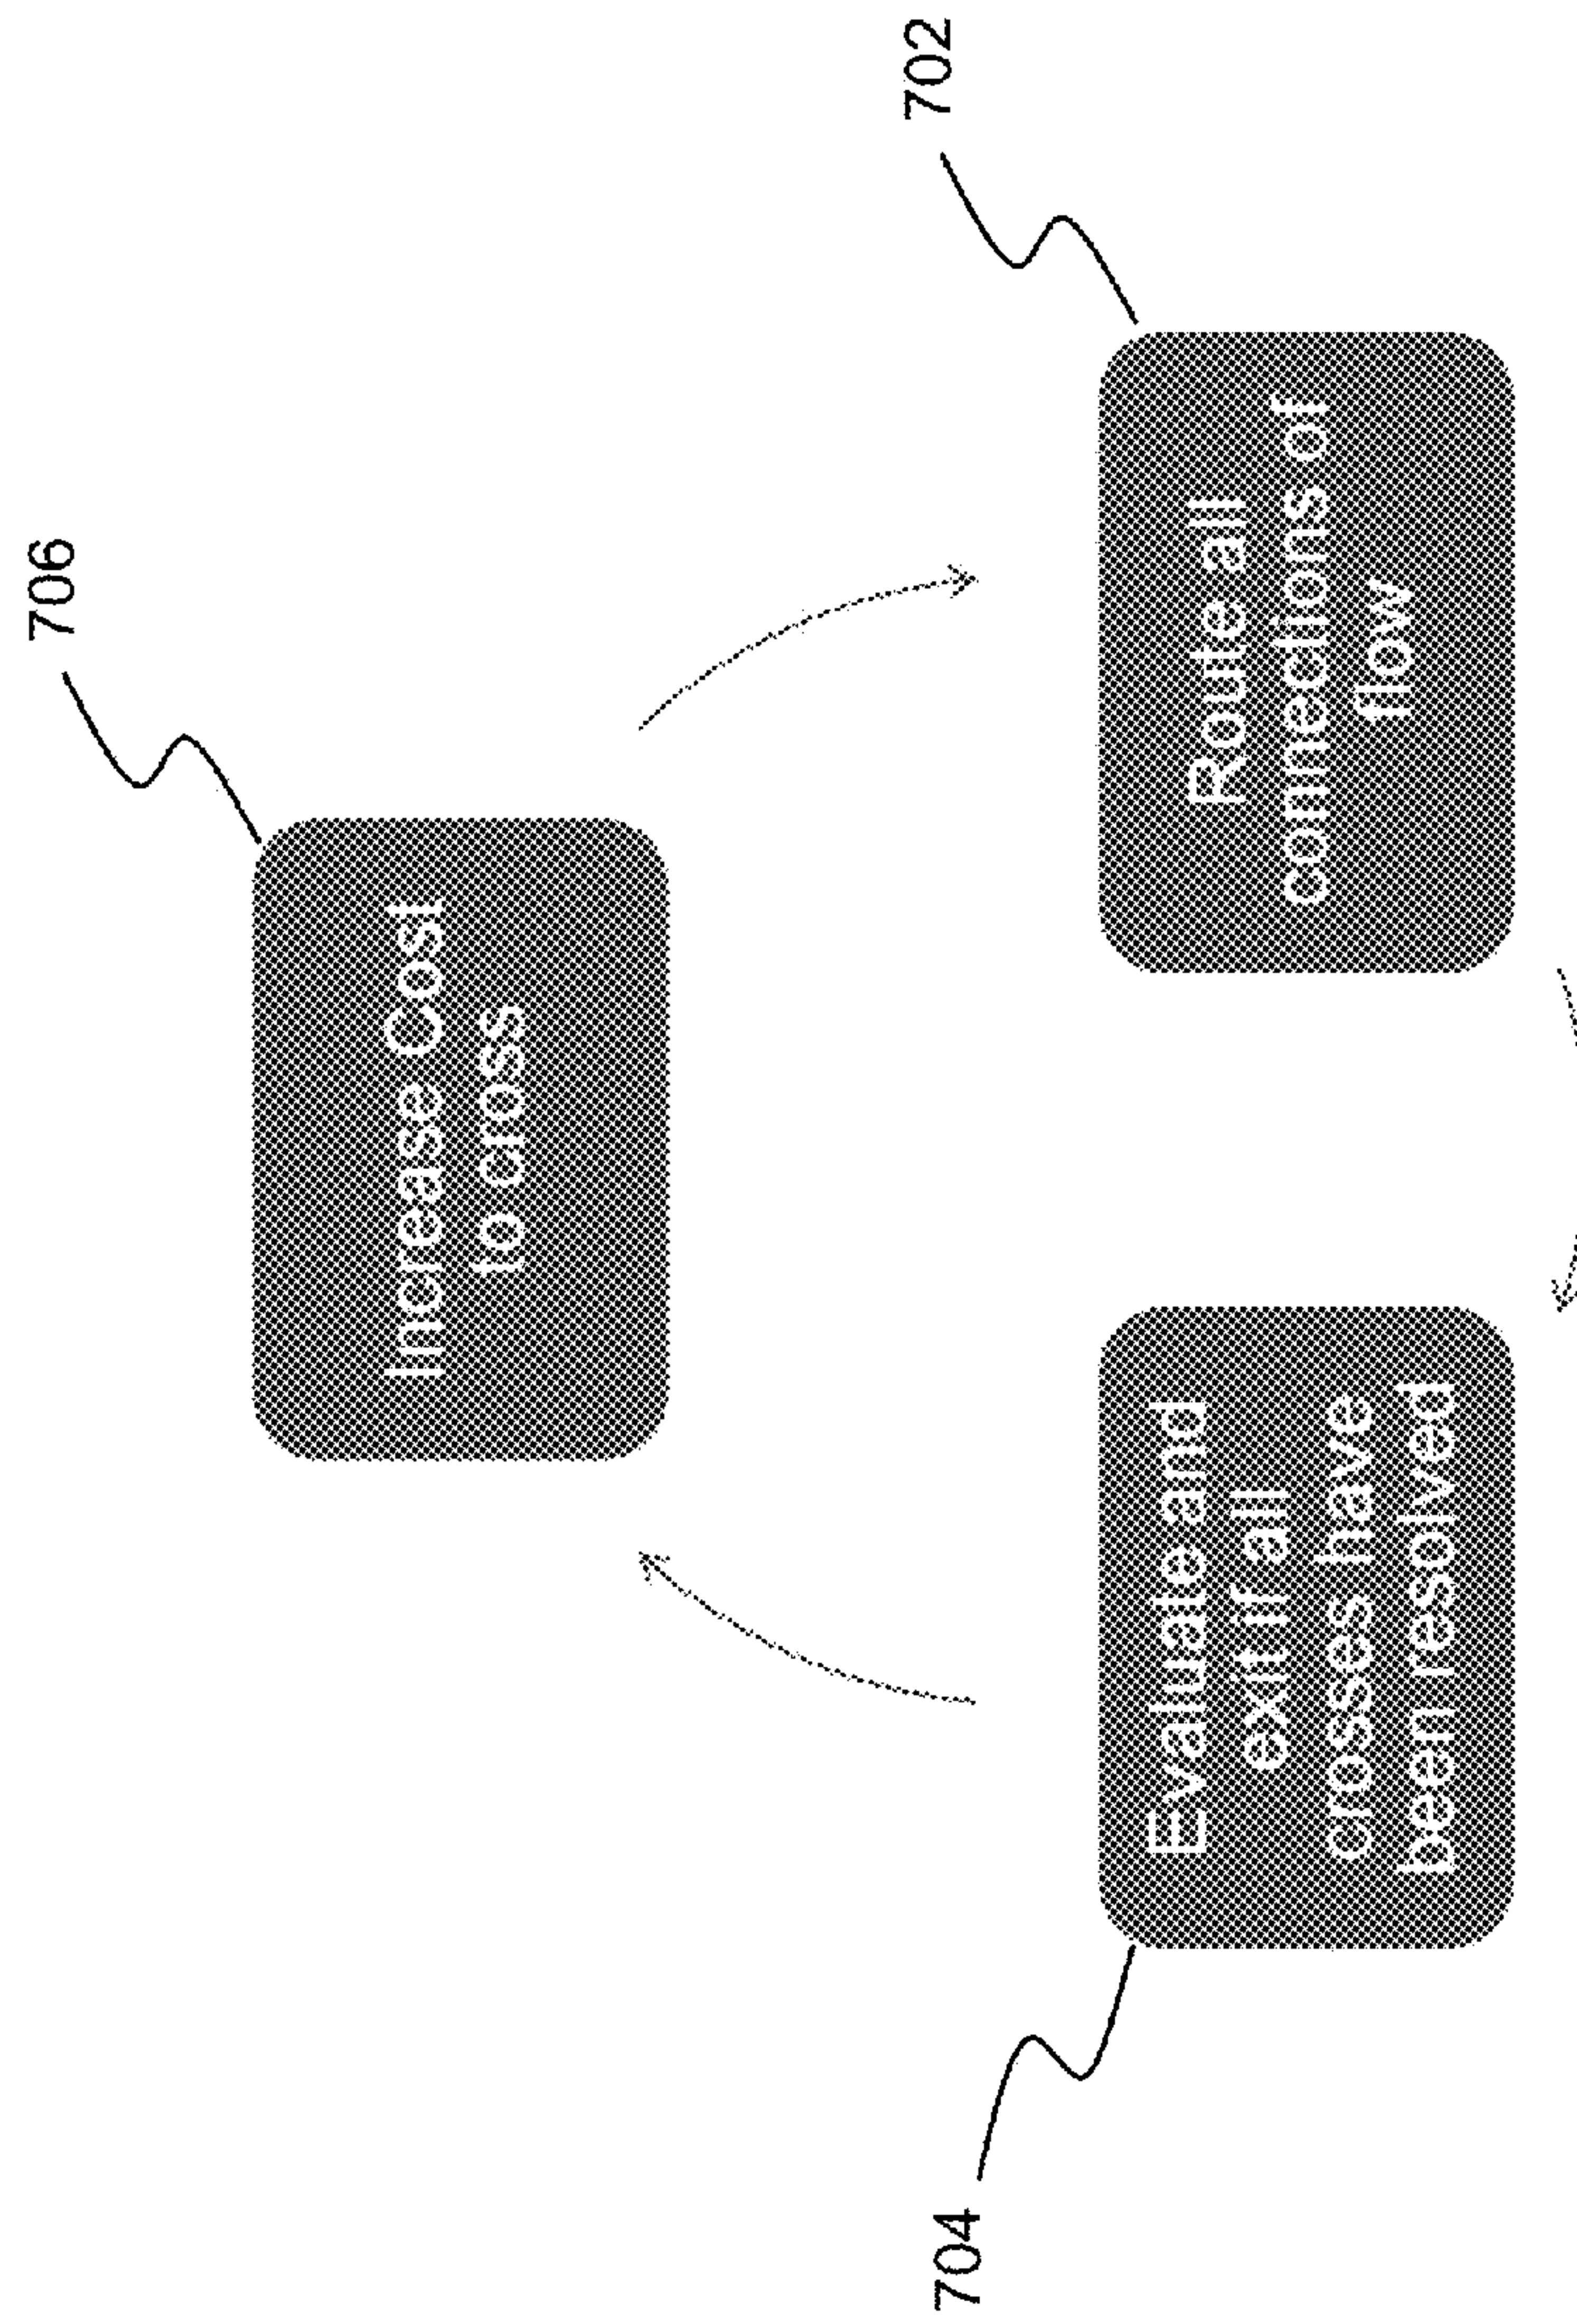 706
Increase Cost
to cross
702
Route all
connections of
flow
704
Evaluate and
exit if all
crosses have
been resolved